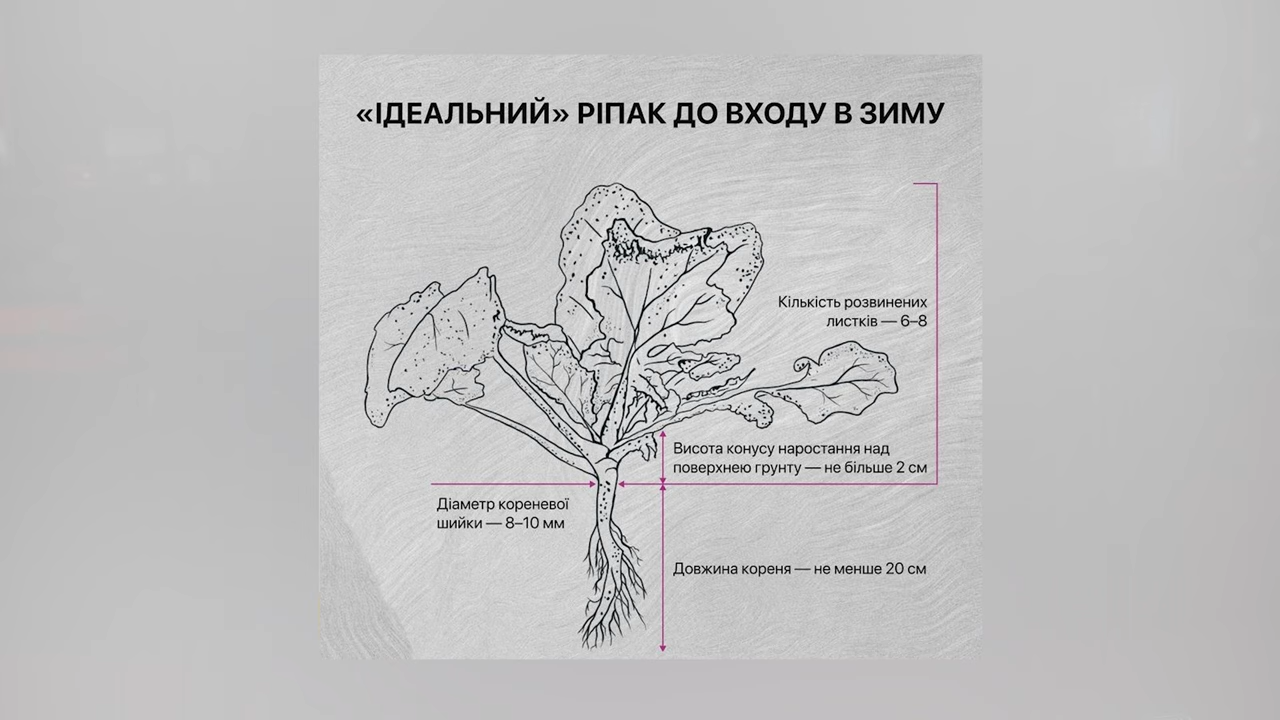 «ІДЕАЛЬНИЙ» РІПАК ДО ВХОДУ В ЗИМУ
Кількість розвинених
листків — 6–8
Висота конусу наростання над
поверхнею грунту — не більше 2 см
Діаметр кореневої
шийки — 8–10 мм
Довжина кореня — не менше 20 см